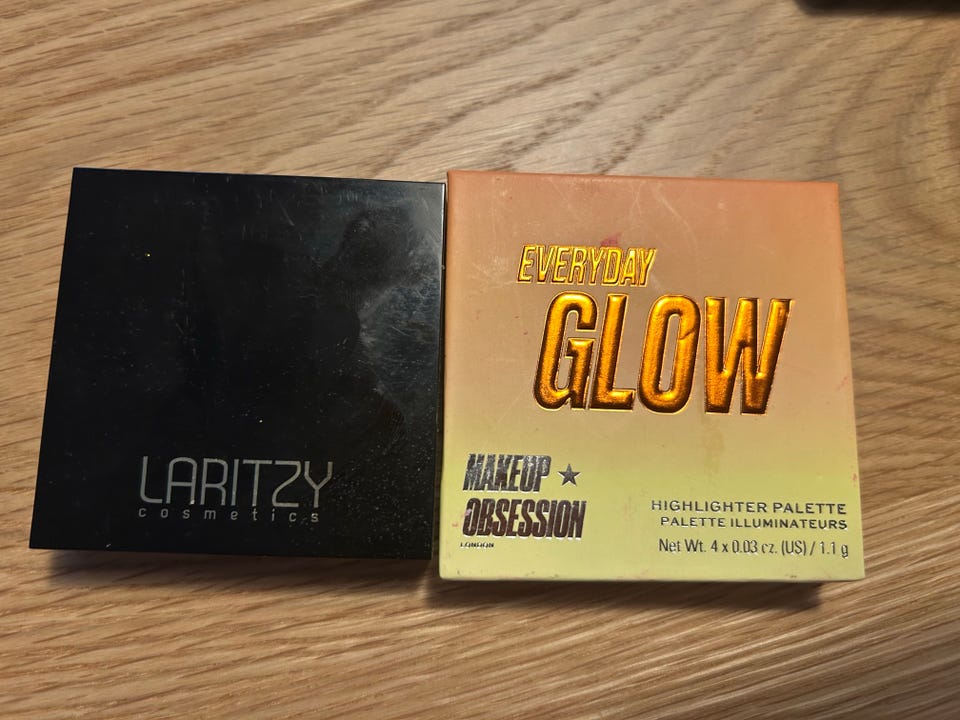 LARITZY
cosmetics
EVERYDAY
GLOW
MAKEUP
OBSESSION
LONDON
HIGHLIGHTER PALETTE
PALETTE ILLUMINATEURS
Net Wt. 4 x 0.03 oz. (US) / 1.1 g